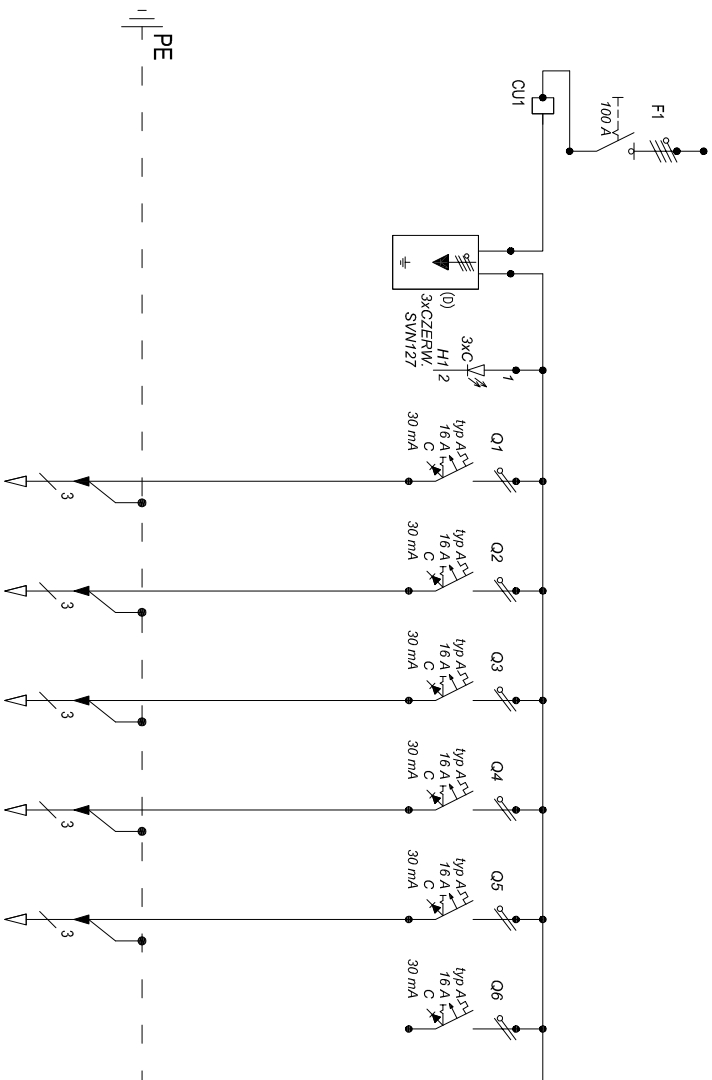 PE
F1
100 A
CU1
(D)
3xCZERW.
SVN127
3xC
H1
1
2
Q1
typ A
16 A
C
30 mA
3
Q2
typ A
16 A
C
30 mA
3
Q3
typ A
16 A
C
30 mA
3
Q4
typ A
16 A
C
30 mA
3
Q5
typ A
16 A
C
30 mA
3
Q6
typ A
16 A
C
30 mA